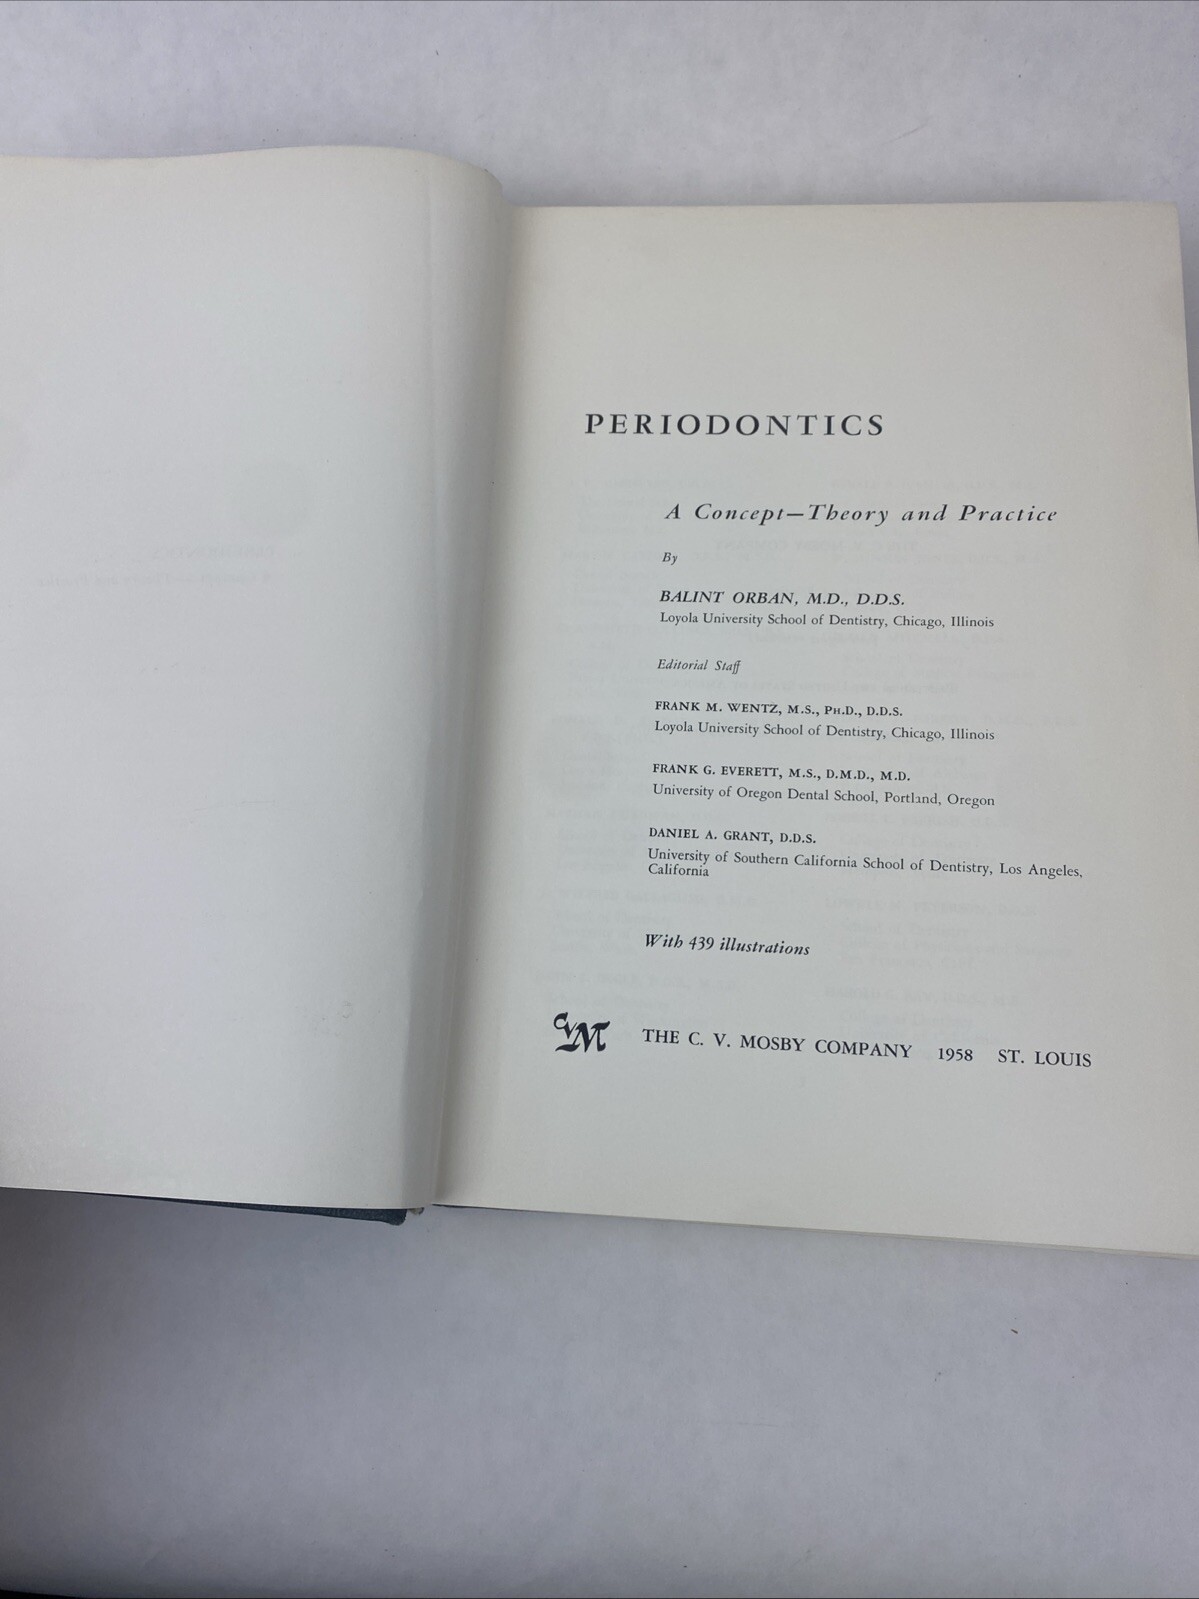 PERIODONTICS
A Concept—Theory and Practice
By
BALINT ORBAN, M.D., D.D.S.
Loyola University School of Dentistry, Chicago, Illinois
Editorial Staff
FRANK M. WENTZ, M.S., PH.D., D.D.S.
Loyola University School of Dentistry, Chicago, Illinois
FRANK G. EVERETT, M.S., D.M.D., M.D.
University of Oregon Dental School, Portland, Oregon
DANIEL A. GRANT, D.D.S.
University of Southern California School of Dentistry, Los Angeles,
California
With 439 illustrations
CVM THE C. V. MOSBY COMPANY 1958 ST. LOUIS